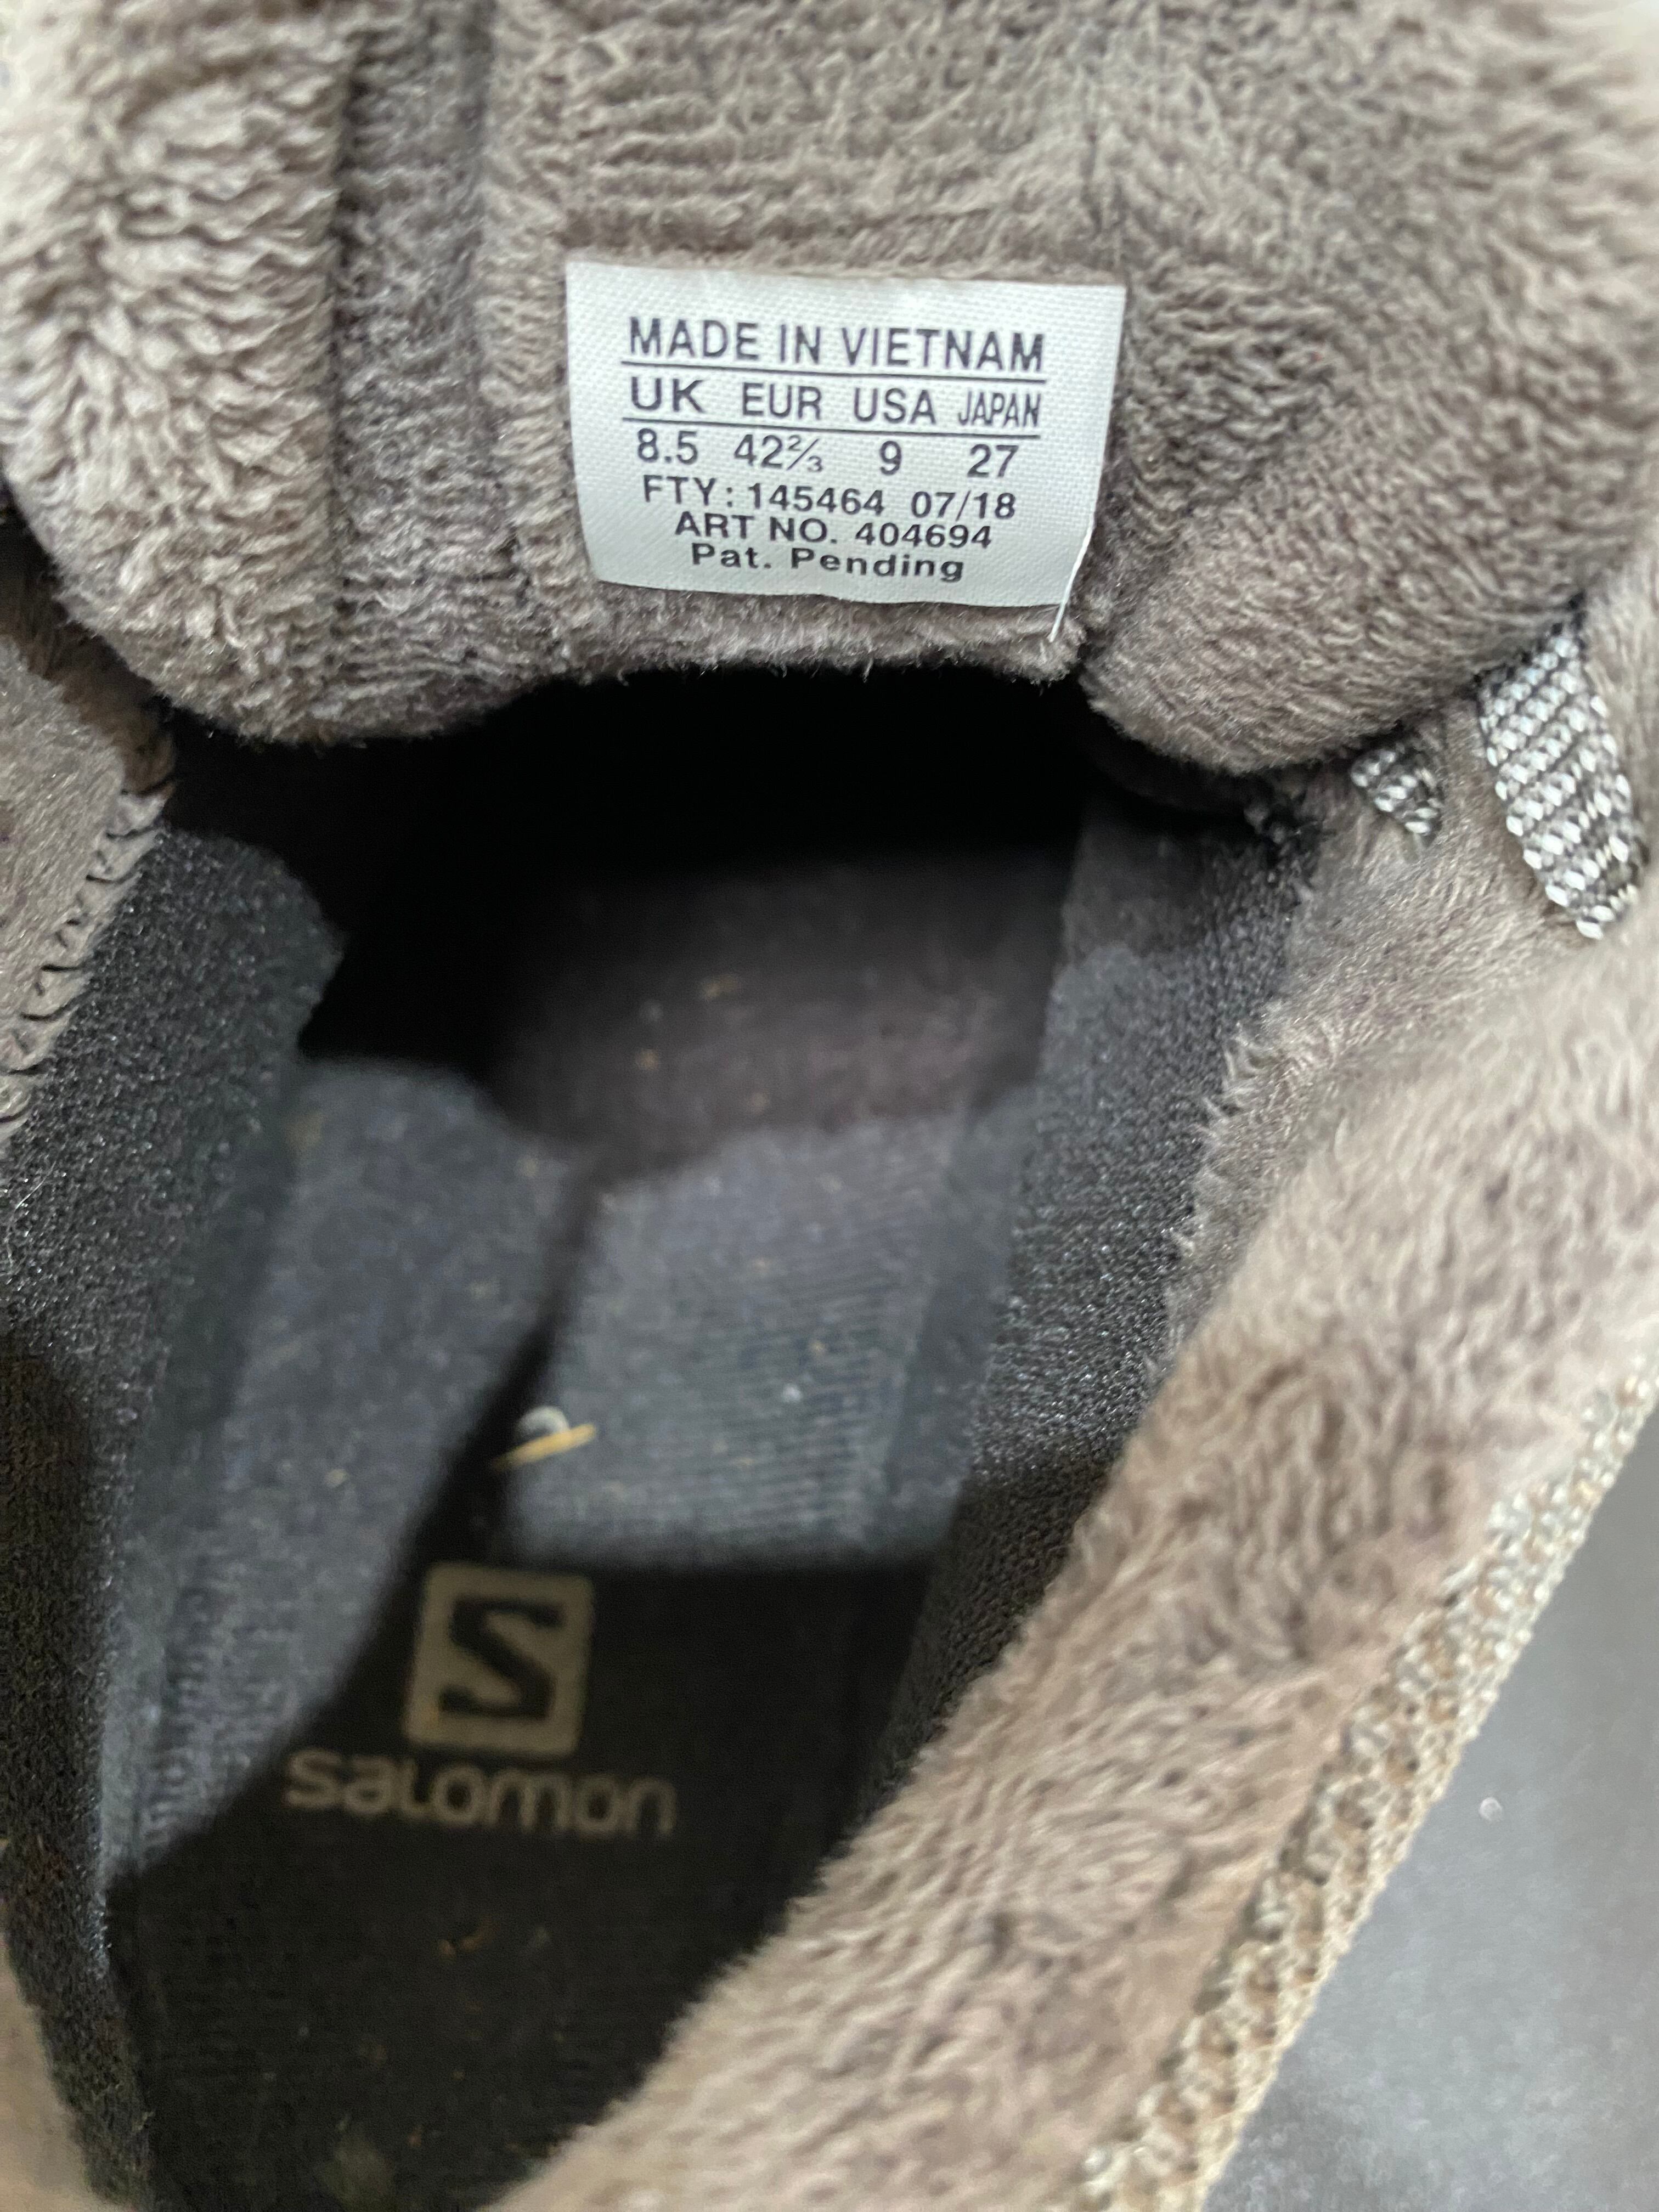 MADE IN VIETNAM
UK EUR USA JAPAN
8.5 42⅔ 9 27
FTY: 145464 07/18
ART NO. 404694
Pat. Pending
S
salomon